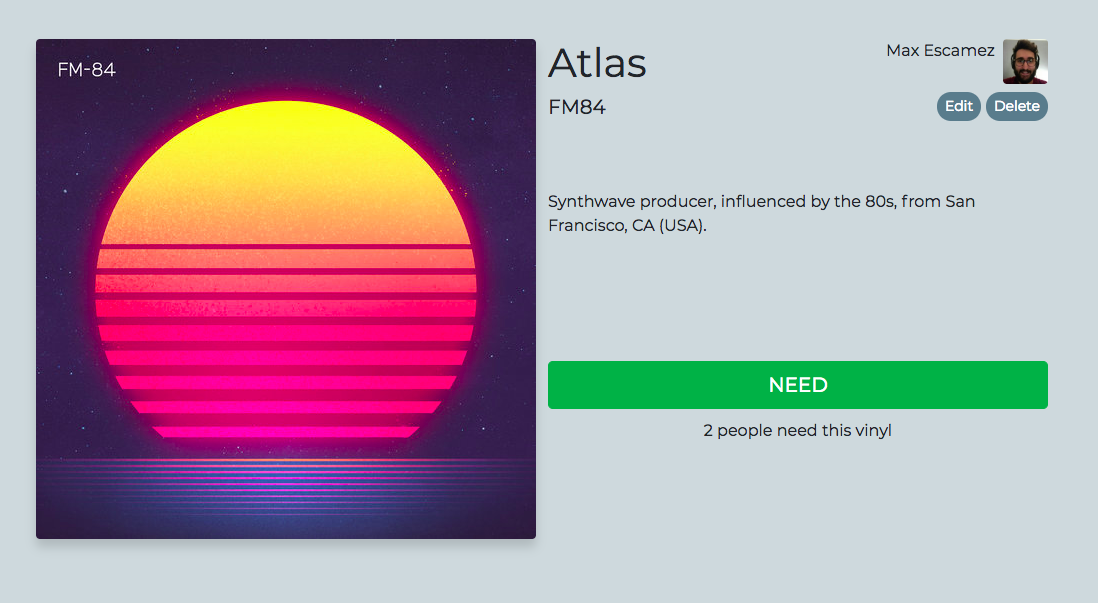 FM-84
Atlas
Max Escamez
FM84
Edit
Delete
Synthwave producer, influenced by the 80s, from San
Francisco, CA (USA).
NEED
2 people need this vinyl